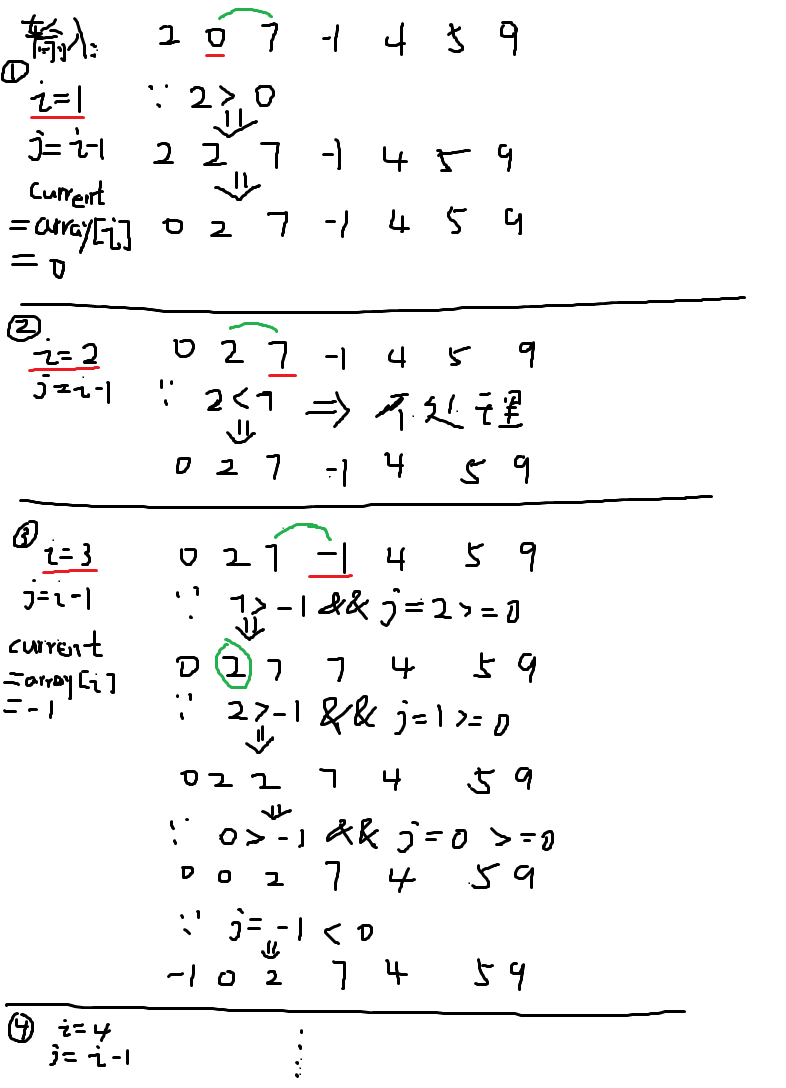 输入: 2 0 7 -1 4 5 9
①
i=1 ∵ 2 > 0
⇓
j=i-1 2 2 7 -1 4 5 9
⇓
current
=array[i] 0 2 7 -1 4 5 9
= 0
②
i=2 0 2 7 -1 4 5 9
j=i-1 ∵ 2<7 ⇒ 不处理
⇓
0 2 7 -1 4 5 9
③
i=3 0 2 7 -1 4 5 9
j=i-1 ∵ 7>-1 && j=2>=0
⇓
current
=array[i] 0 2 7 7 4 5 9
=-1 ∵ 2>-1 && j=1>=0
⇓
0 2 2 7 4 5 9
⇓
∵ 0>-1 && j=0 >=0
0 0 2 7 4 5 9
∵ j=-1 < 0
⇓
-1 0 2 7 4 5 9
④ i=4
j=i-1